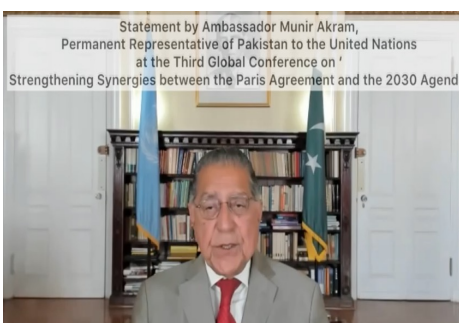 Statement by Ambassador Munir Akram,
Permanent Representative of Pakistan to the United Nations
at the Third Global Conference on ‘
Strengthening Synergies between the Paris Agreement and the 2030 Agend